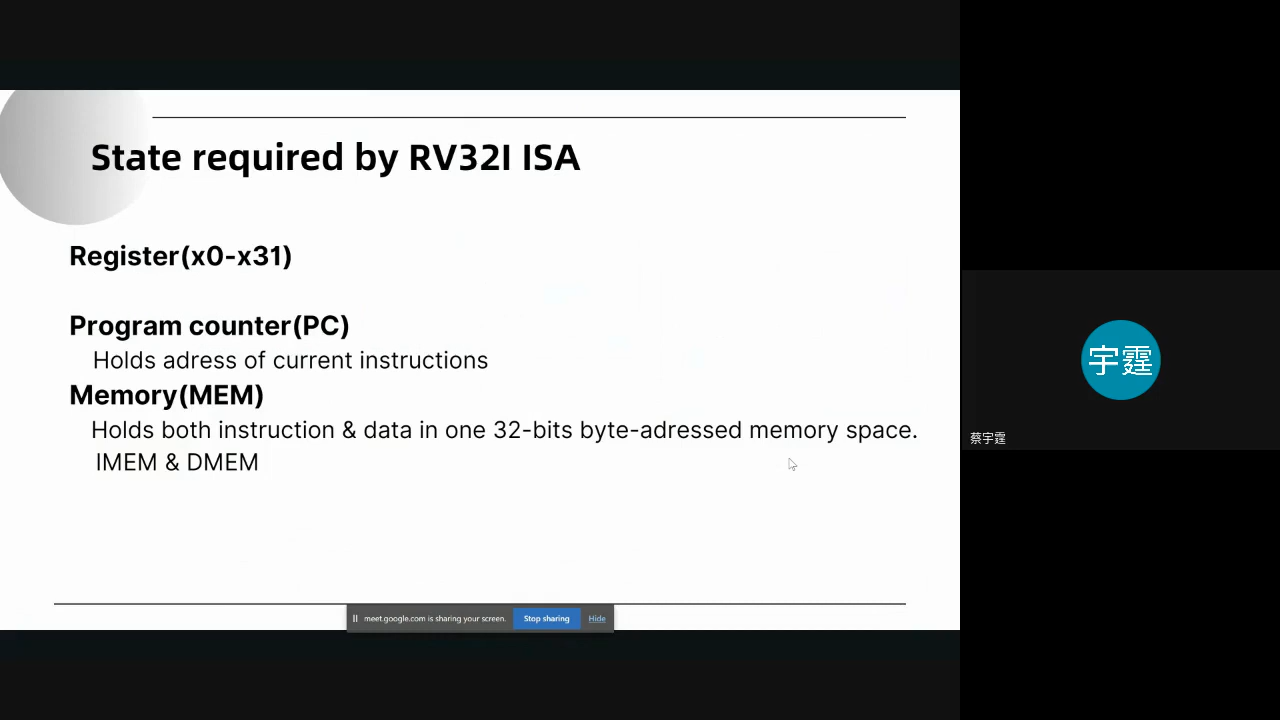 State required by RV32I ISA
Register(x0-x31)
Program counter(PC)
Holds adress of current instructions
Memory(MEM)
Holds both instruction & data in one 32-bits byte-adressed memory space.
IMEM & DMEM
meet.google.com is sharing your screen. Stop sharing Hide
宇霆
蔡宇霆